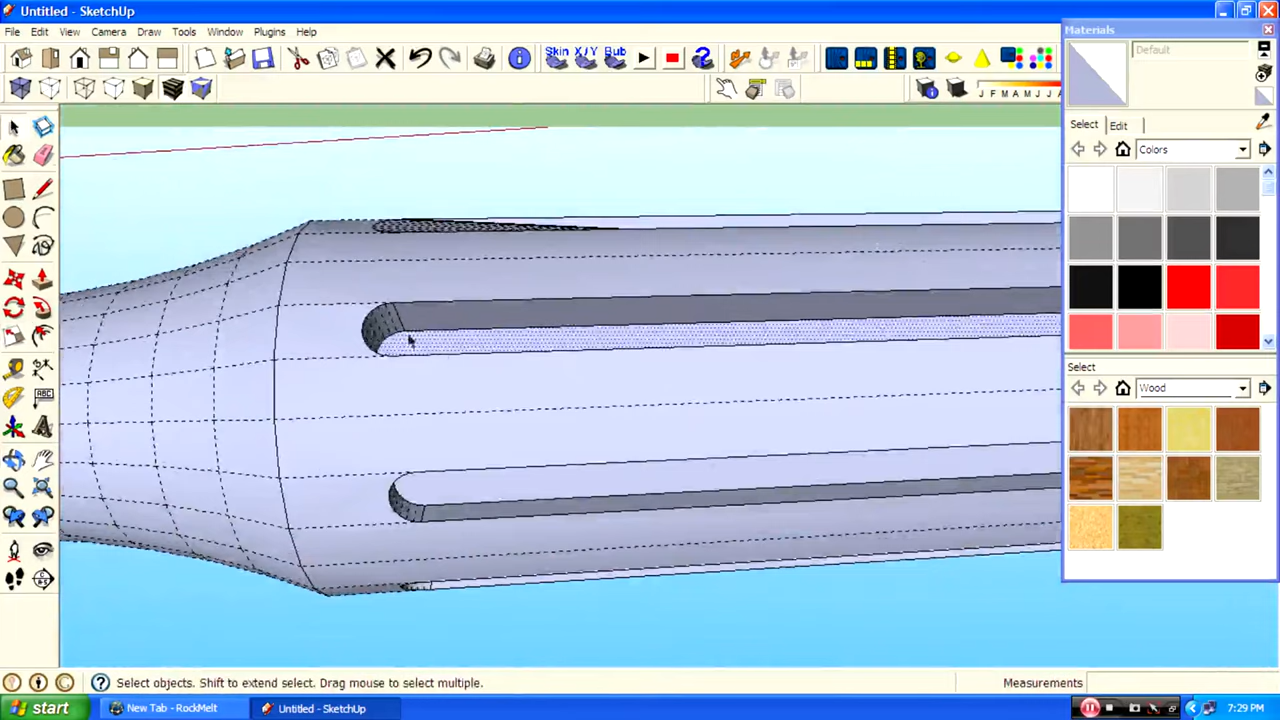 Untitled - SketchUp
File Edit View Camera Draw Tools Window Plugins Help
Skin X/Y Bub
J F M A M J J A
Materials
Default
Select Edit
Colors
Select
Wood
ABC
Select objects. Shift to extend select. Drag mouse to select multiple.
Measurements
start
New Tab - RockMelt
Untitled - SketchUp
7:29 PM